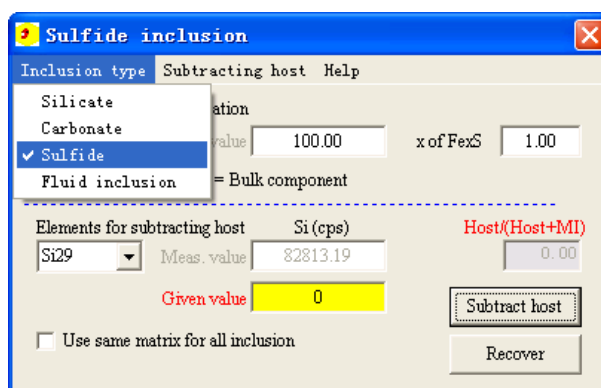 Sulfide inclusion
Inclusion type Subtracting host Help
Silicate
Carbonate
Sulfide
Fluid inclusion
ation
value 100.00 x of FexS 1.00
= Bulk component
Elements for subtracting host Si (cps) Host/(Host+MI)
Si29 Meas. value 82813.19 0.00
Given value 0 Subtract host
Use same matrix for all inclusion
Recover